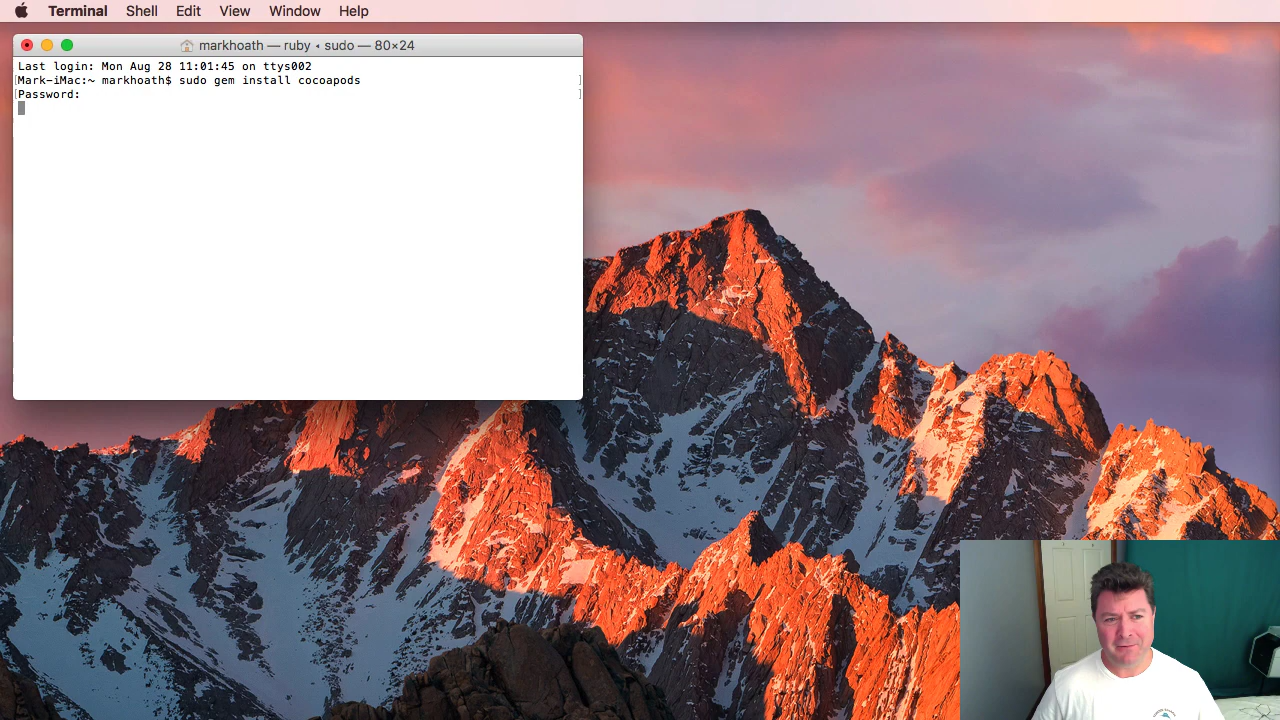 Terminal Shell Edit View Window Help
markhoath — ruby ◂ sudo — 80×24
Last login: Mon Aug 28 11:01:45 on ttys002
[Mark-iMac:~ markhoath$ sudo gem install cocoapods ]
[Password: ]